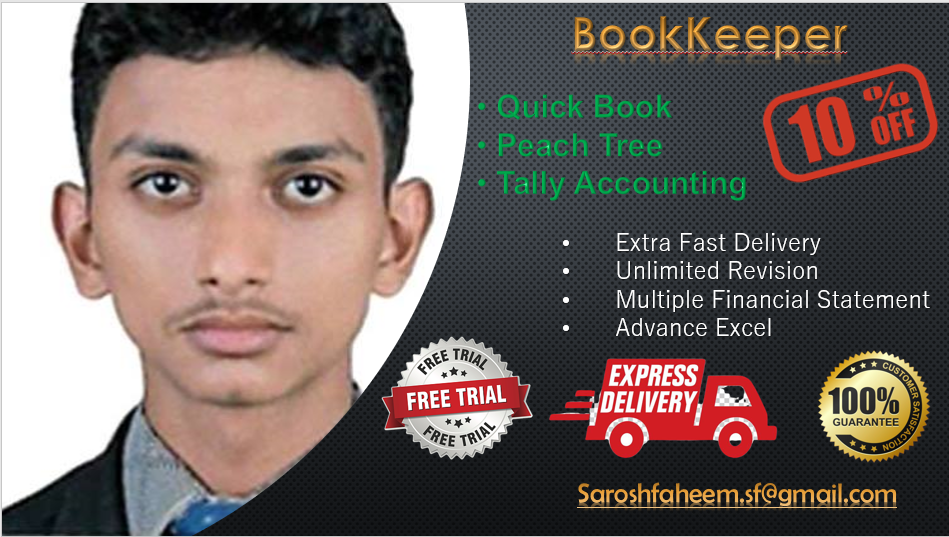 BookKeeper
• Quick Book
• Peach Tree
• Tally Accounting
10% OFF
• Extra Fast Delivery
• Unlimited Revision
• Multiple Financial Statement
• Advance Excel
FREE TRIAL
FREE TRIAL
FREE TRIAL
EXPRESS
DELIVERY
100%
GUARANTEE
CUSTOMER SATISFACTION
Saroshfaheem.sf@gmail.com